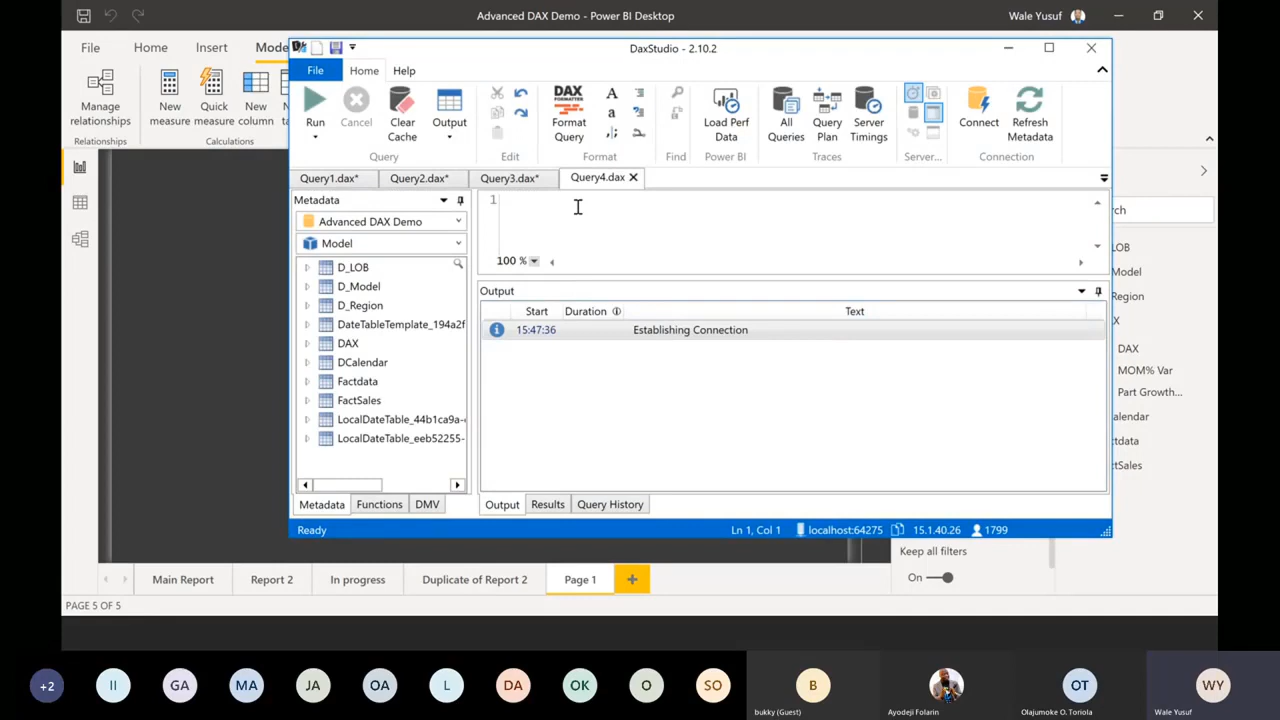 Advanced DAX Demo - Power BI Desktop
Wale Yusuf
File
Home
Insert
Mode
Manage relationships
New measure
Quick measure
New column
Relationships
Calculations
DaxStudio - 2.10.2
File
Home
Help
Run
Cancel
Clear Cache
Output
Format Query
Load Perf Data
All Queries
Query Plan
Server Timings
Connect
Refresh Metadata
Query
Edit
Format
Find
Power BI
Traces
Server...
Connection
Query1.dax*
Query2.dax*
Query3.dax*
Query4.dax
Metadata
Advanced DAX Demo
Model
D_LOB
D_Model
D_Region
DateTableTemplate_194a2f
DAX
DCalendar
Factdata
FactSales
LocalDateTable_44b1ca9a-
LocalDateTable_eeb52255-
Metadata
Functions
DMV
1
100 %
Output
Start
Duration
Text
15:47:36
Establishing Connection
Output
Results
Query History
Ready
Ln 1, Col 1
localhost:64275
15.1.40.26
1799
rch
OB
Model
egion
X
DAX
MOM% Var
Part Growth...
alendar
ctdata
ctSales
Keep all filters
On
Main Report
Report 2
In progress
Duplicate of Report 2
Page 1
PAGE 5 OF 5
+2
II
GA
MA
JA
OA
L
DA
OK
O
SO
B
OT
WY
bukky (Guest)
Ayodeji Folarin
Olajumoke O. Toriola
Wale Yusuf